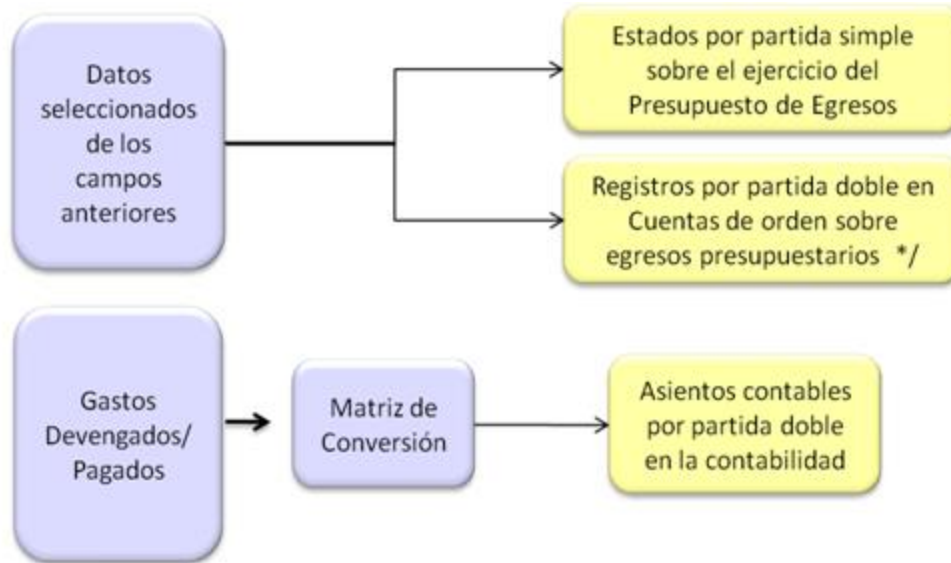 Datos
seleccionados
de los
campos
anteriores
Estados por partida simple
sobre el ejercicio del
Presupuesto de Egresos
Registros por partida doble en
Cuentas de orden sobre
egresos presupuestarios */
Gastos
Devengados/
Pagados
Matriz de
Conversión
Asientos contables
por partida doble
en la contabilidad